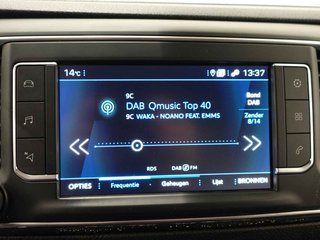 14°C
13:37
9C
DAB Qmusic Top 40
9C WAKA - NOANO FEAT. EMMS
Band
DAB
Zender
8/14
RDS DAB FM
OPTIES Frequentie Geheugen Lijst BRONNEN